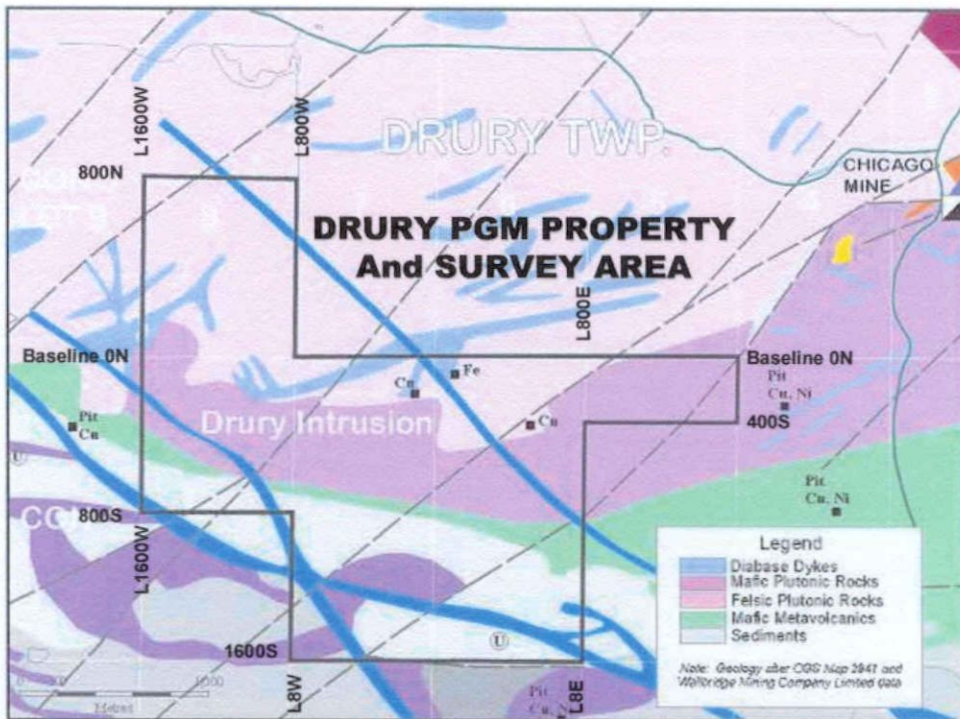 L1600W
L800W
DRURY TWP.
CHICAGO
MINE
800N
DRURY PGM PROPERTY
And SURVEY AREA
L800E
Baseline 0N
Baseline 0N
Fe
Cu
Pit
Cu, Ni
Drury Intrusion
Cu
400S
Pit
Cu
U
Pit
Cu, Ni
800S
L1600W
Legend
Diabase Dykes
Mafic Plutonic Rocks
Felsic Plutonic Rocks
Mafic Metavolcanics
Sediments
U
1600S
Note: Geology after OGS Map 2941 and
Wallbridge Mining Company Limited data
L8W
L8E
Pit
Metres